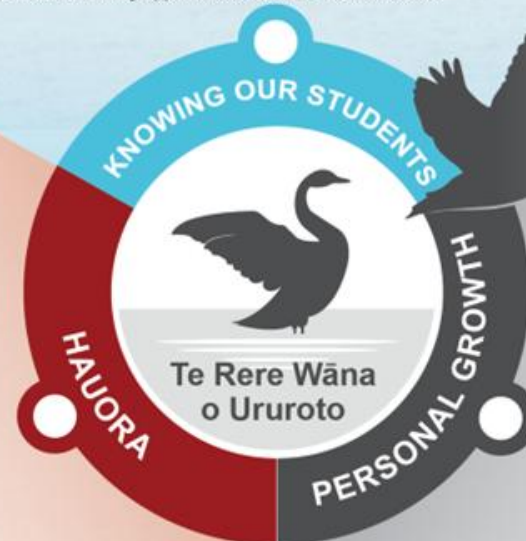 KNOWING OUR STUDENTS
HAUORA
PERSONAL GROWTH
Te Rere Wāna
o Ururoto